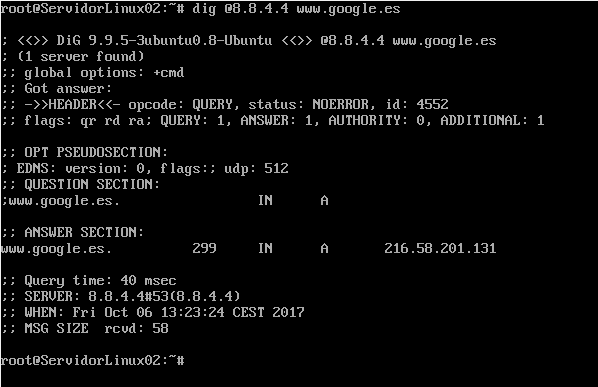 root@ServidorLinux02:~# dig @8.8.4.4 www.google.es
; <<>> DiG 9.9.5-3ubuntu0.8-Ubuntu <<>> @8.8.4.4 www.google.es
; (1 server found)
;; global options: +cmd
;; Got answer:
;; ->>HEADER<<- opcode: QUERY, status: NOERROR, id: 4552
;; flags: qr rd ra; QUERY: 1, ANSWER: 1, AUTHORITY: 0, ADDITIONAL: 1
;; OPT PSEUDOSECTION:
; EDNS: version: 0, flags:; udp: 512
;; QUESTION SECTION:
;www.google.es. IN A
;; ANSWER SECTION:
www.google.es. 299 IN A 216.58.201.131
;; Query time: 40 msec
;; SERVER: 8.8.4.4#53(8.8.4.4)
;; WHEN: Fri Oct 06 13:23:24 CEST 2017
;; MSG SIZE rcvd: 58
root@ServidorLinux02:~#